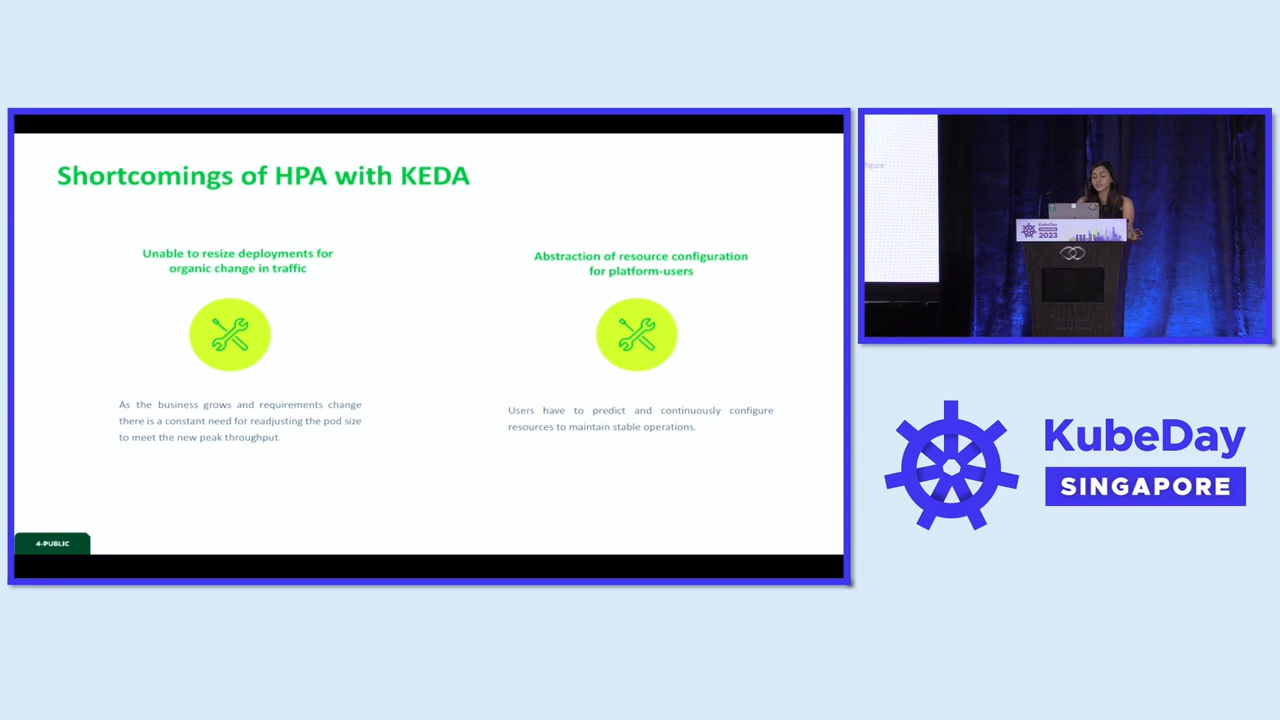 Shortcomings of HPA with KEDA
Unable to resize deployments for
organic change in traffic
As the business grows and requirements change
there is a constant need for readjusting the pod size
to meet the new peak throughput.
Abstraction of resource configuration
for platform-users
Users have to predict and continuously configure
resources to maintain stable operations.
4-PUBLIC
KubeDay
2023
KubeDay
SINGAPORE